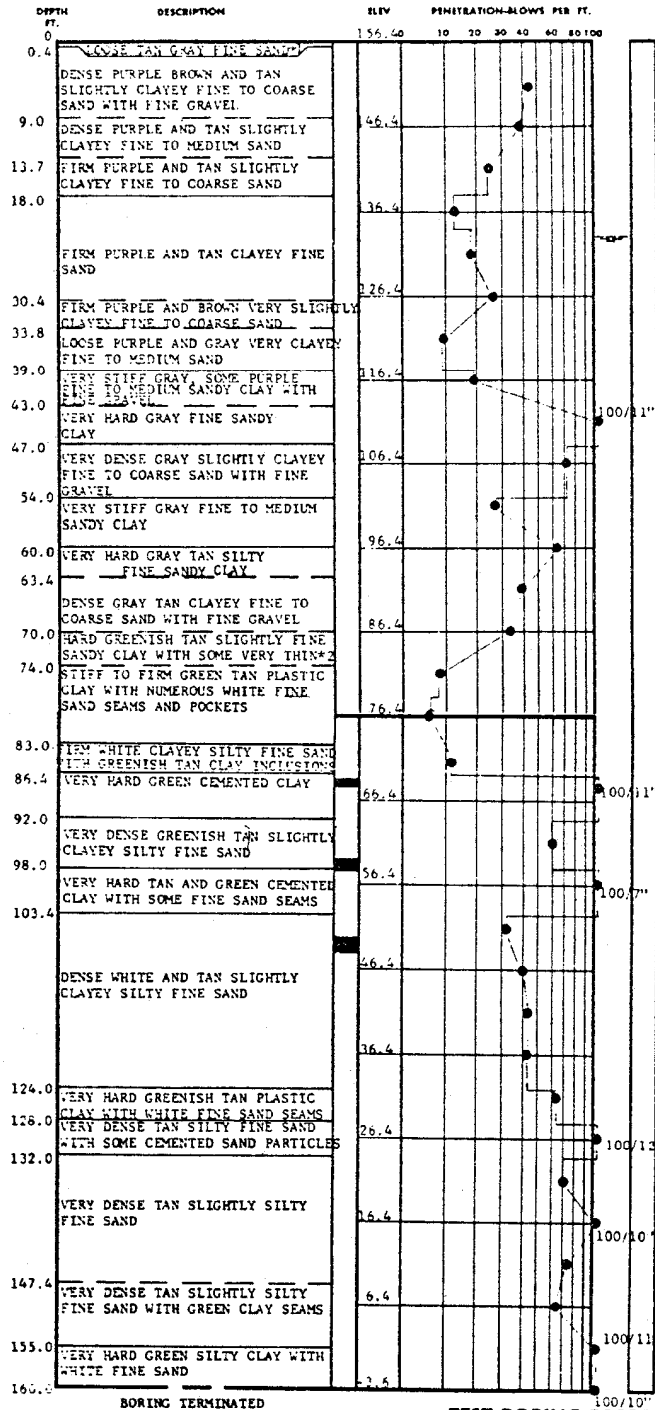 DEPTH DESCRIPTION ELEV PENETRATION-BLOWS PER FT.
FT.
0 156.4 0 10 20 30 40 60 80 100
0.4 LOOSE TAN GRAY FINE SAND*
DENSE PURPLE BROWN AND TAN
SLIGHTLY CLAYEY FINE TO COARSE
SAND WITH FINE GRAVEL
9.0 146.4
DENSE PURPLE AND TAN SLIGHTLY
CLAYEY FINE TO MEDIUM SAND
13.7
FIRM PURPLE AND TAN SLIGHTLY
CLAYEY FINE TO COARSE SAND
18.0 136.4
FIRM PURPLE AND TAN CLAYEY FINE
SAND
30.4 126.4
FIRM PURPLE AND BROWN VERY SLIGHTLY
CLAYEY FINE TO COARSE SAND
33.8
LOOSE PURPLE AND GRAY VERY CLAYEY
FINE TO MEDIUM SAND
39.0 116.4
VERY STIFF GRAY, SOME PURPLE
FINE TO MEDIUM SANDY CLAY WITH
GRAVEL
43.0 100/11"
VERY HARD GRAY FINE SANDY
CLAY
47.0 106.4
VERY DENSE GRAY SLIGHTLY CLAYEY
FINE TO COARSE SAND WITH FINE
GRAVEL
54.0
VERY STIFF GRAY FINE TO MEDIUM
SANDY CLAY
60.0 96.4
VERY HARD GRAY TAN SILTY
FINE SANDY CLAY
63.4
DENSE GRAY TAN CLAYEY FINE TO
COARSE SAND WITH FINE GRAVEL
70.0 86.4
HARD GREENISH TAN SLIGHTLY FINE
SANDY CLAY WITH SOME VERY THIN*2
74.0
STIFF TO FIRM GREEN TAN PLASTIC
CLAY WITH NUMEROUS WHITE FINE
SAND SEAMS AND POCKETS
76.4
83.0
FIRM WHITE CLAYEY SILTY FINE SAND
WITH GREENISH TAN CLAY INCLUSIONS
86.4
VERY HARD GREEN CEMENTED CLAY
66.4 100/11"
92.0
VERY DENSE GREENISH TAN SLIGHTLY
CLAYEY SILTY FINE SAND
98.0 56.4
VERY HARD TAN AND GREEN CEMENTED
CLAY WITH SOME FINE SAND SEAMS
100/7"
103.4
46.4
DENSE WHITE AND TAN SLIGHTLY
CLAYEY SILTY FINE SAND
36.4
124.0
VERY HARD GREENISH TAN PLASTIC
CLAY WITH WHITE FINE SAND SEAMS
128.0
VERY DENSE TAN SILTY FINE SAND
WITH SOME CEMENTED SAND PARTICLES
26.4 100/12
132.0
VERY DENSE TAN SLIGHTLY SILTY
FINE SAND
16.4 100/10"
147.4
VERY DENSE TAN SLIGHTLY SILTY
FINE SAND WITH GREEN CLAY SEAMS
6.4
100/11
155.0
VERY HARD GREEN SILTY CLAY WITH
WHITE FINE SAND
-3.6 100/10"
BORING TERMINATED